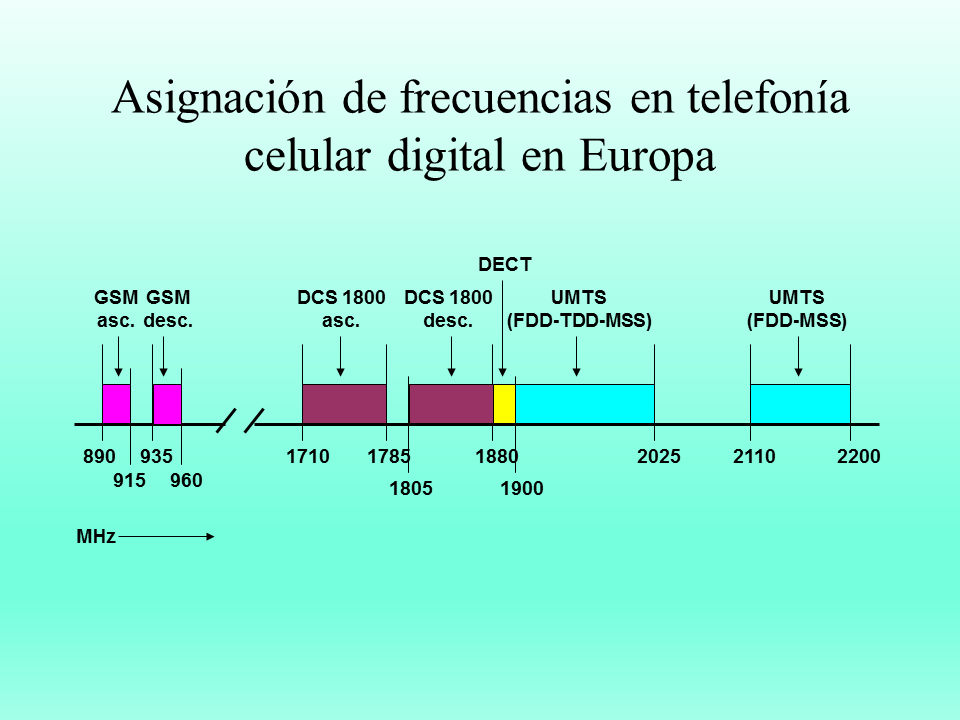 Asignación de frecuencias en telefonía
celular digital en Europa
DECT
GSM GSM DCS 1800 DCS 1800 UMTS UMTS
asc. desc. asc. desc. (FDD-TDD-MSS) (FDD-MSS)
890 935 1710 1785 1880 2025 2110 2200
915 960
1805 1900
MHz